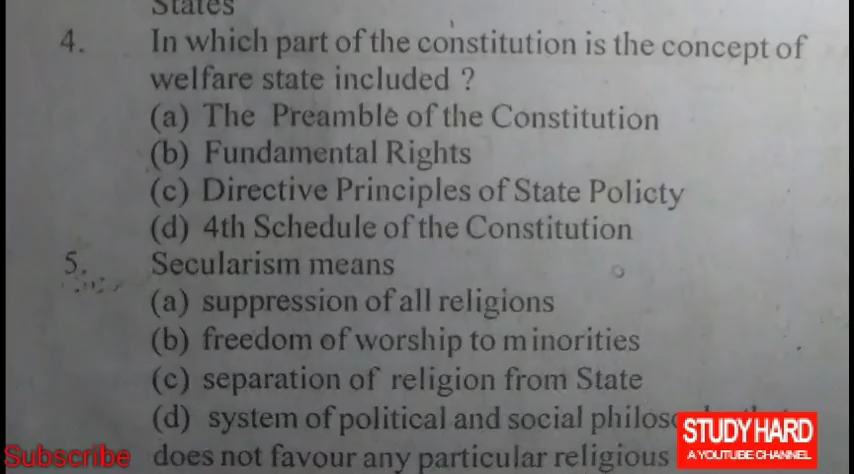 States
4. In which part of the constitution is the concept of
welfare state included ?
(a) The Preamble of the Constitution
(b) Fundamental Rights
(c) Directive Principles of State Policty
(d) 4th Schedule of the Constitution
5. Secularism means
(a) suppression of all religions
(b) freedom of worship to minorities
(c) separation of religion from State
(d) system of political and social
does not favour any particular religious
STUDY HARD
A YOUTUBE CHANNEL
Subscribe